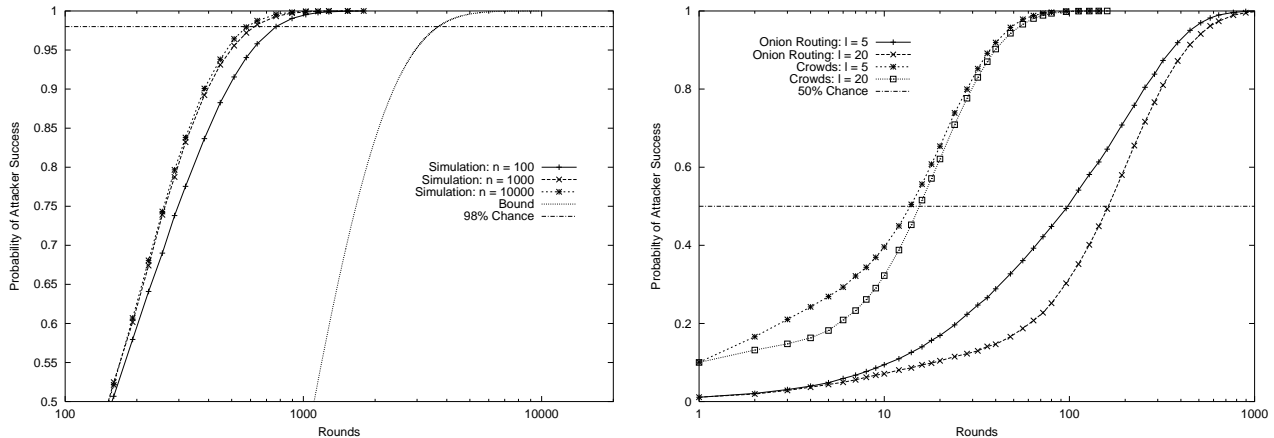 1
0.95
0.9
0.85
0.8
0.75
0.7
0.65
0.6
0.55
0.5
Probability of Attacker Success
100
1000
10000
Rounds
Simulation: n = 100
Simulation: n = 1000
Simulation: n = 10000
Bound
98% Chance
1
0.8
0.6
0.4
0.2
0
Probability of Attacker Success
1
10
100
1000
Rounds
Onion Routing: l = 5
Onion Routing: l = 20
Crowds: l = 5
Crowds: l = 20
50% Chance